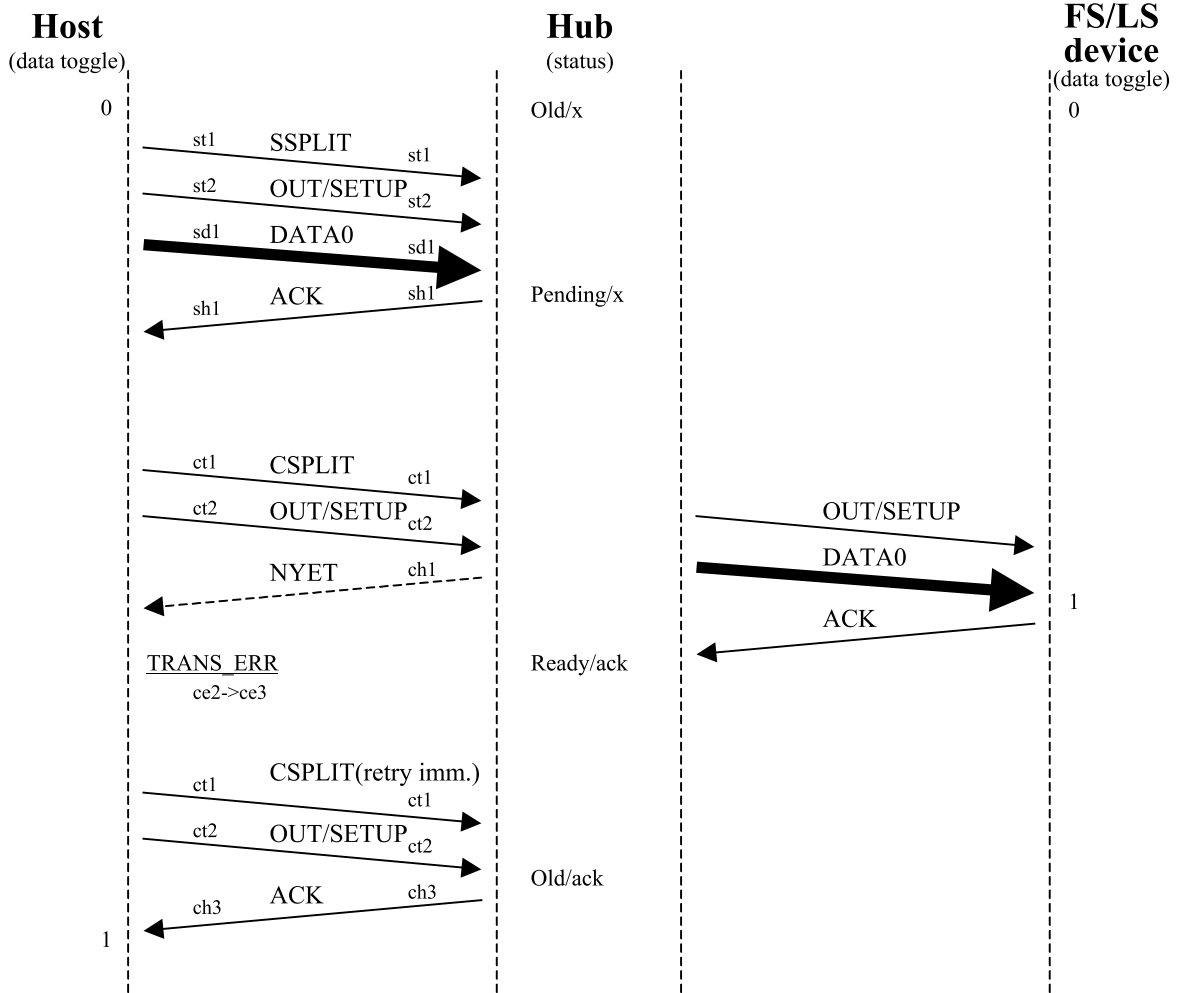 Host
(data toggle)
Hub
(status)
FS/LS
device
(data toggle)
0
Old/x
0
st1 SSPLIT st1
st2 OUT/SETUP st2
sd1 DATA0 sd1
ACK sh1
sh1
Pending/x
ct1 CSPLIT ct1
ct2 OUT/SETUP ct2
NYET ch1
OUT/SETUP
DATA0
1
ACK
TRANS_ERR
ce2->ce3
Ready/ack
CSPLIT(retry imm.)
ct1 ct1
ct2 OUT/SETUP ct2
Old/ack
ACK ch3
ch3
1